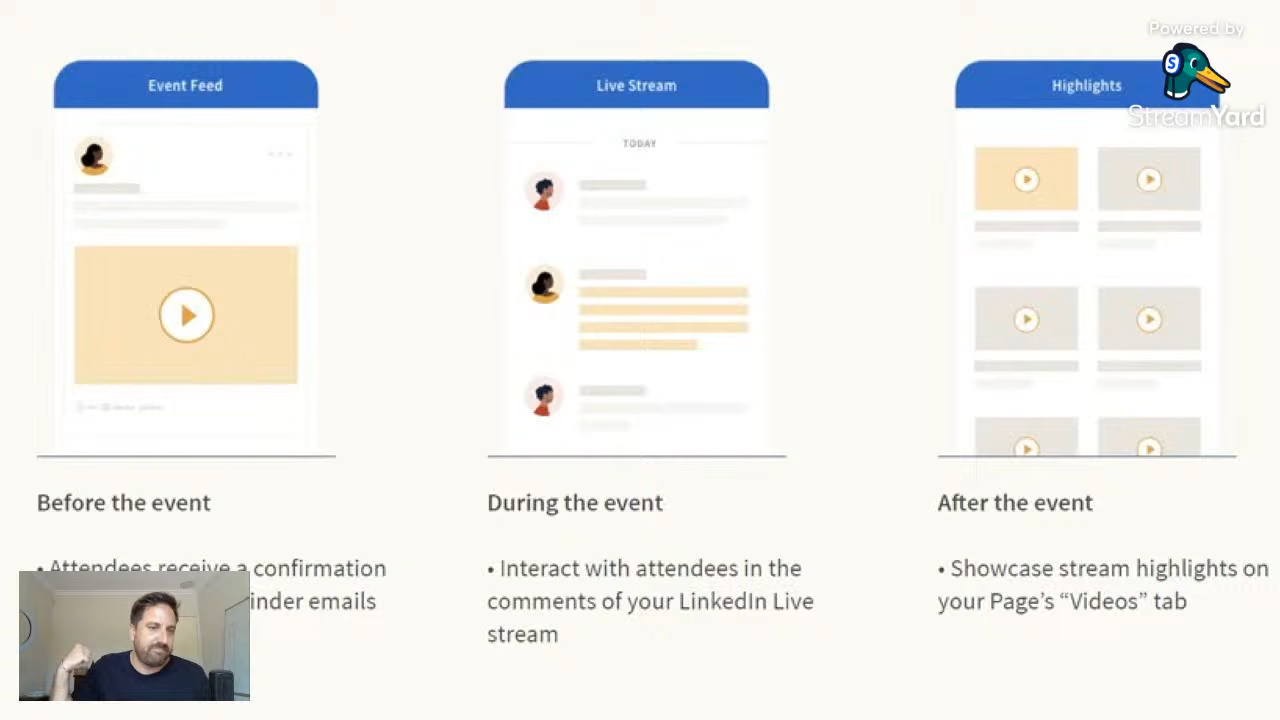 Powered by
StreamYard
Event Feed
Live Stream
Highlights
TODAY
Before the event
• Attendees receive a confirmation
inder emails
During the event
• Interact with attendees in the
comments of your LinkedIn Live
stream
After the event
• Showcase stream highlights on
your Page’s “Videos” tab